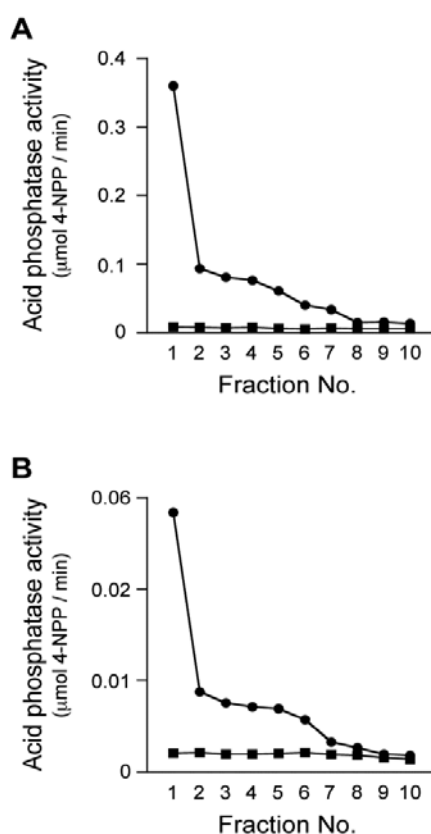 A
Acid phosphatase activity
(μmol 4-NPP / min)
0.4
0.3
0.2
0.1
0
1 2 3 4 5 6 7 8 9 10
Fraction No.
B
Acid phosphatase activity
(μmol 4-NPP / min)
0.06
0.02
0.01
0
1 2 3 4 5 6 7 8 9 10
Fraction No.